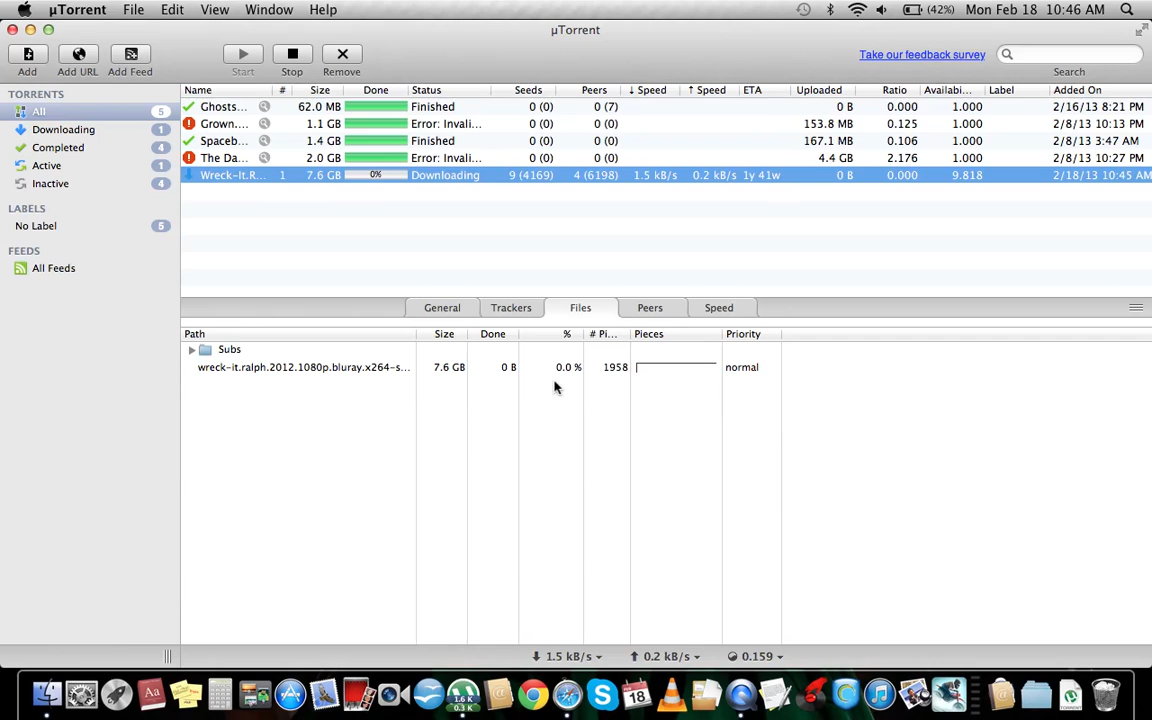 µTorrent File Edit View Window Help (42%) Mon Feb 18 10:46 AM
µTorrent
Add Add URL Add Feed Start Stop Remove Take our feedback survey Search
TORRENTS
All 5
Downloading 1
Completed 4
Active 1
Inactive 4
LABELS
No Label 5
FEEDS
All Feeds
Name # Size Done Status Seeds Peers ↓ Speed ↑ Speed ETA Uploaded Ratio Availabi... Label Added On
Ghosts... 62.0 MB Finished 0 (0) 0 (7) 0 B 0.000 1.000 2/16/13 8:21 PM
Grown.... 1.1 GB Error: Invali... 0 (0) 0 (0) 153.8 MB 0.125 1.000 2/8/13 10:13 PM
Spaceb... 1.4 GB Finished 0 (0) 0 (0) 167.1 MB 0.106 1.000 2/8/13 3:47 AM
The Da... 2.0 GB Error: Invali... 0 (0) 0 (0) 4.4 GB 2.176 1.000 2/8/13 10:27 PM
Wreck-It.R... 1 7.6 GB 0% Downloading 9 (4169) 4 (6198) 1.5 kB/s 0.2 kB/s 1y 41w 0 B 0.000 9.818 2/18/13 10:45 AM
General Trackers Files Peers Speed
Path Size Done % # Pi... Pieces Priority
Subs
wreck-it.ralph.2012.1080p.bluray.x264-s... 7.6 GB 0 B 0.0 % 1958 normal
1.5 kB/s 0.2 kB/s 0.159
Aa 1.6 K 18
0.3 K TORRENT